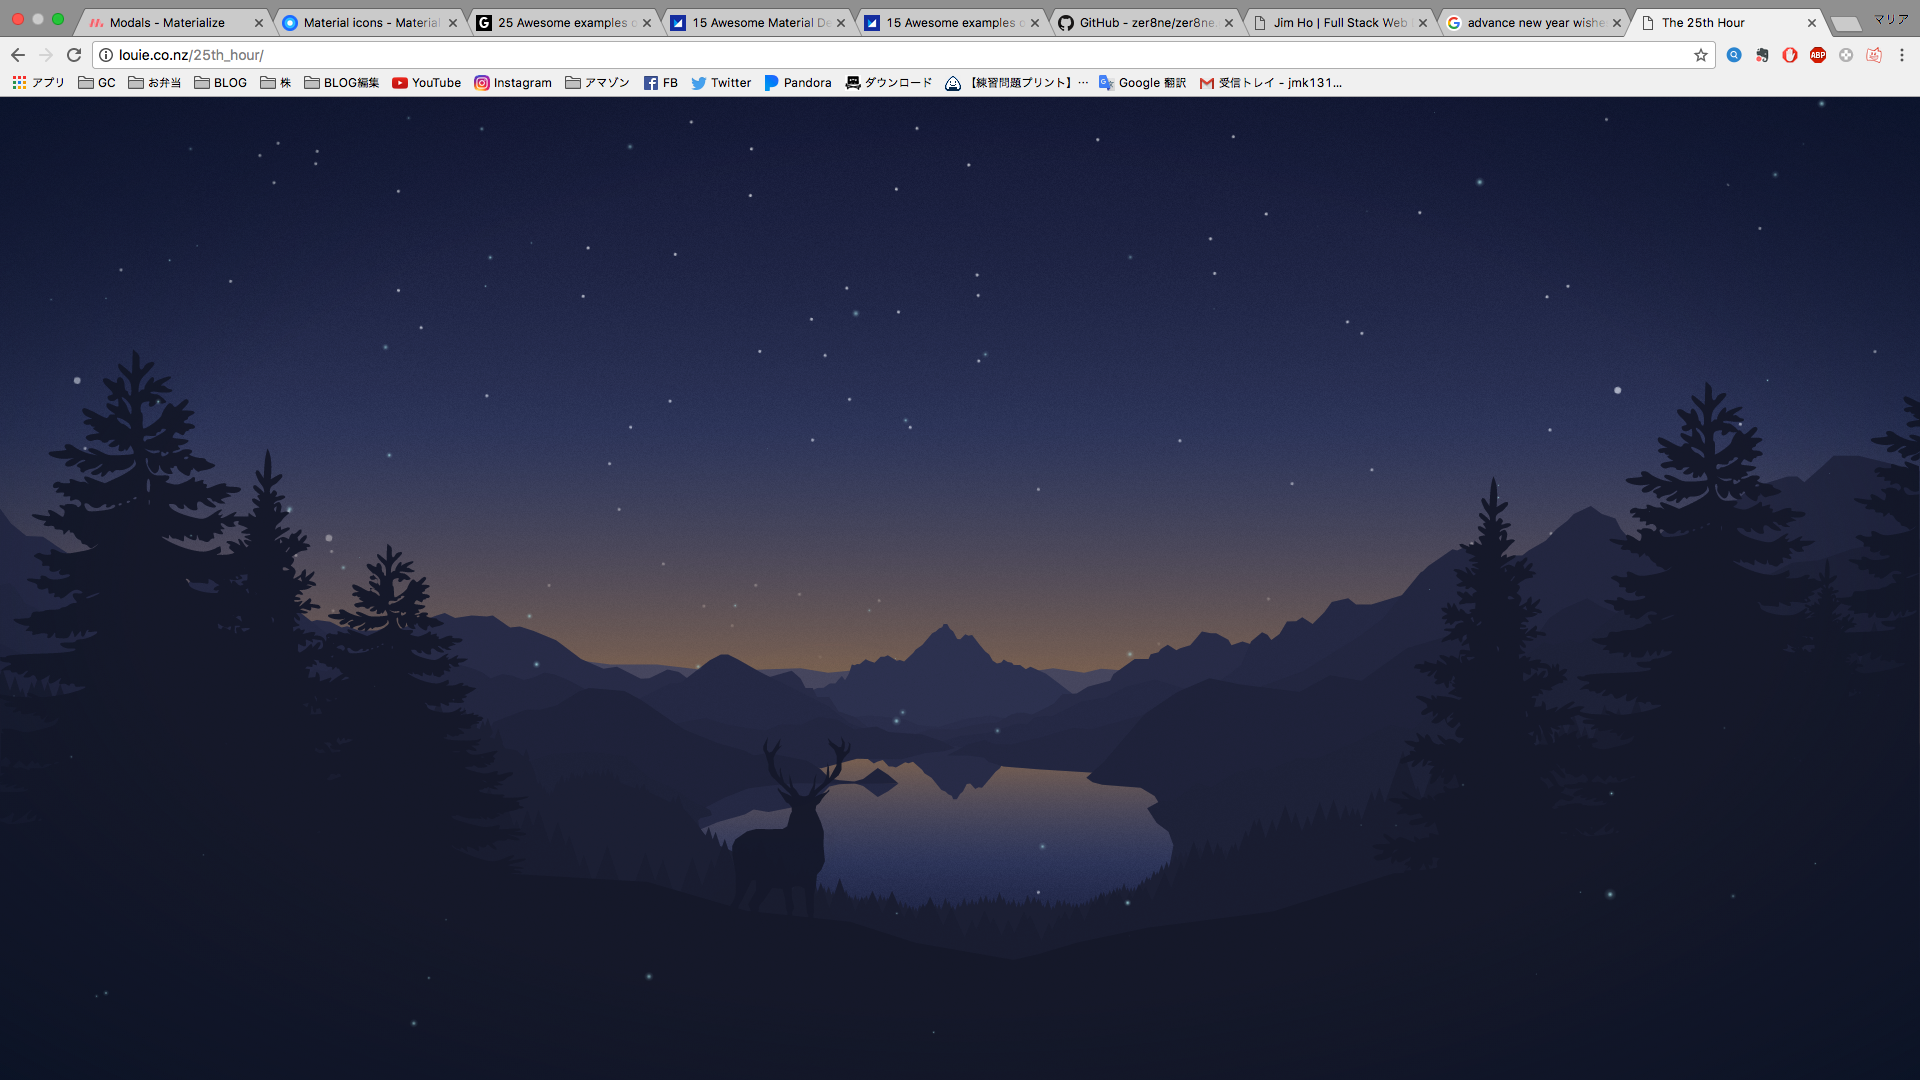 Modals - Materialize
Material icons - Material
25 Awesome examples o
15 Awesome Material De
15 Awesome examples o
GitHub - zer8ne/zer8ne.
Jim Ho | Full Stack Web
advance new year wishe
The 25th Hour
マリア
louie.co.nz/25th_hour/
アプリ GC お弁当 BLOG 株 BLOG編集 YouTube Instagram アマゾン FB Twitter Pandora ダウンロード 【練習問題プリント】… Google 翻訳 受信トレイ - jmk131...
ABP